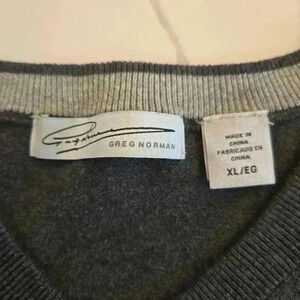 GREG NORMAN
MADE IN
CHINA
FABRICADO EN
CHINA
XL/EG